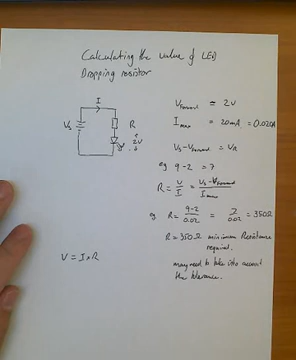 Calculating the value of LED
Dropping resistor
I
Vs
R
+
2V
-
V = I x R
Vforward = 2V
Imax = 20mA = 0.020A
Vs - Vforward = VR
eg 9-2 = 7
R = V/I = Vs - Vforward / Imax
eg R = 9-2/0.02 = 7/0.02 = 350Ω
R = 350Ω minimum Resistance
required.
may need to take into account
the tolerance.